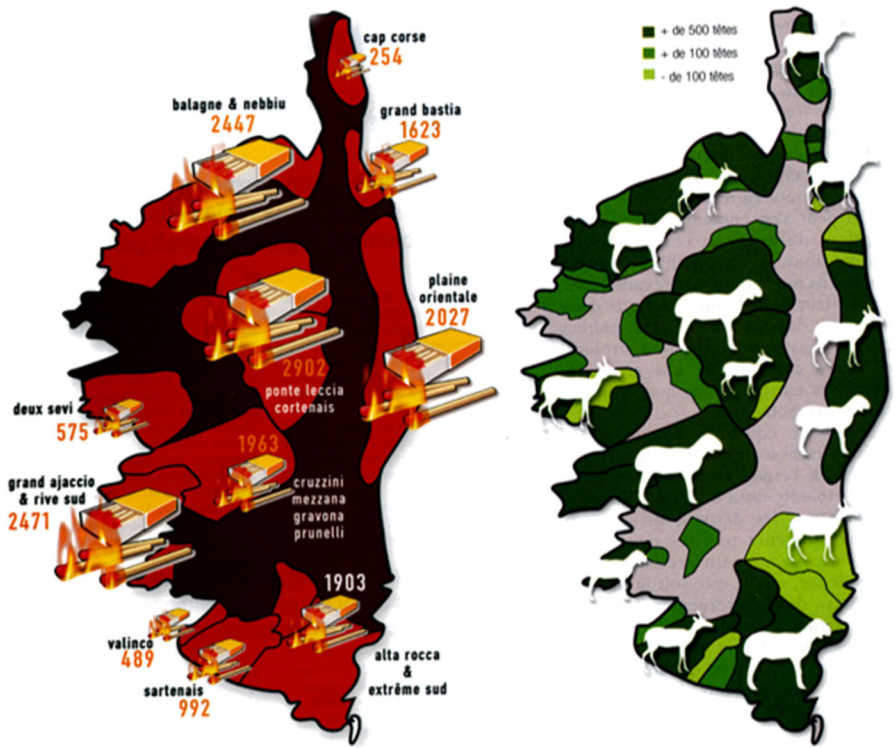 cap corse
254
balagne & nebbiu
2447
grand bastia
1623
plaine
orientale
2027
2902
ponte leccia
cortenais
deux sevi
575
1963
cruzzini
mezzana
gravona
prunelli
grand ajaccio
& rive sud
2471
1903
alta rocca
&
extrême sud
valinco
489
sartenais
992
+ de 500 têtes
+ de 100 têtes
- de 100 têtes